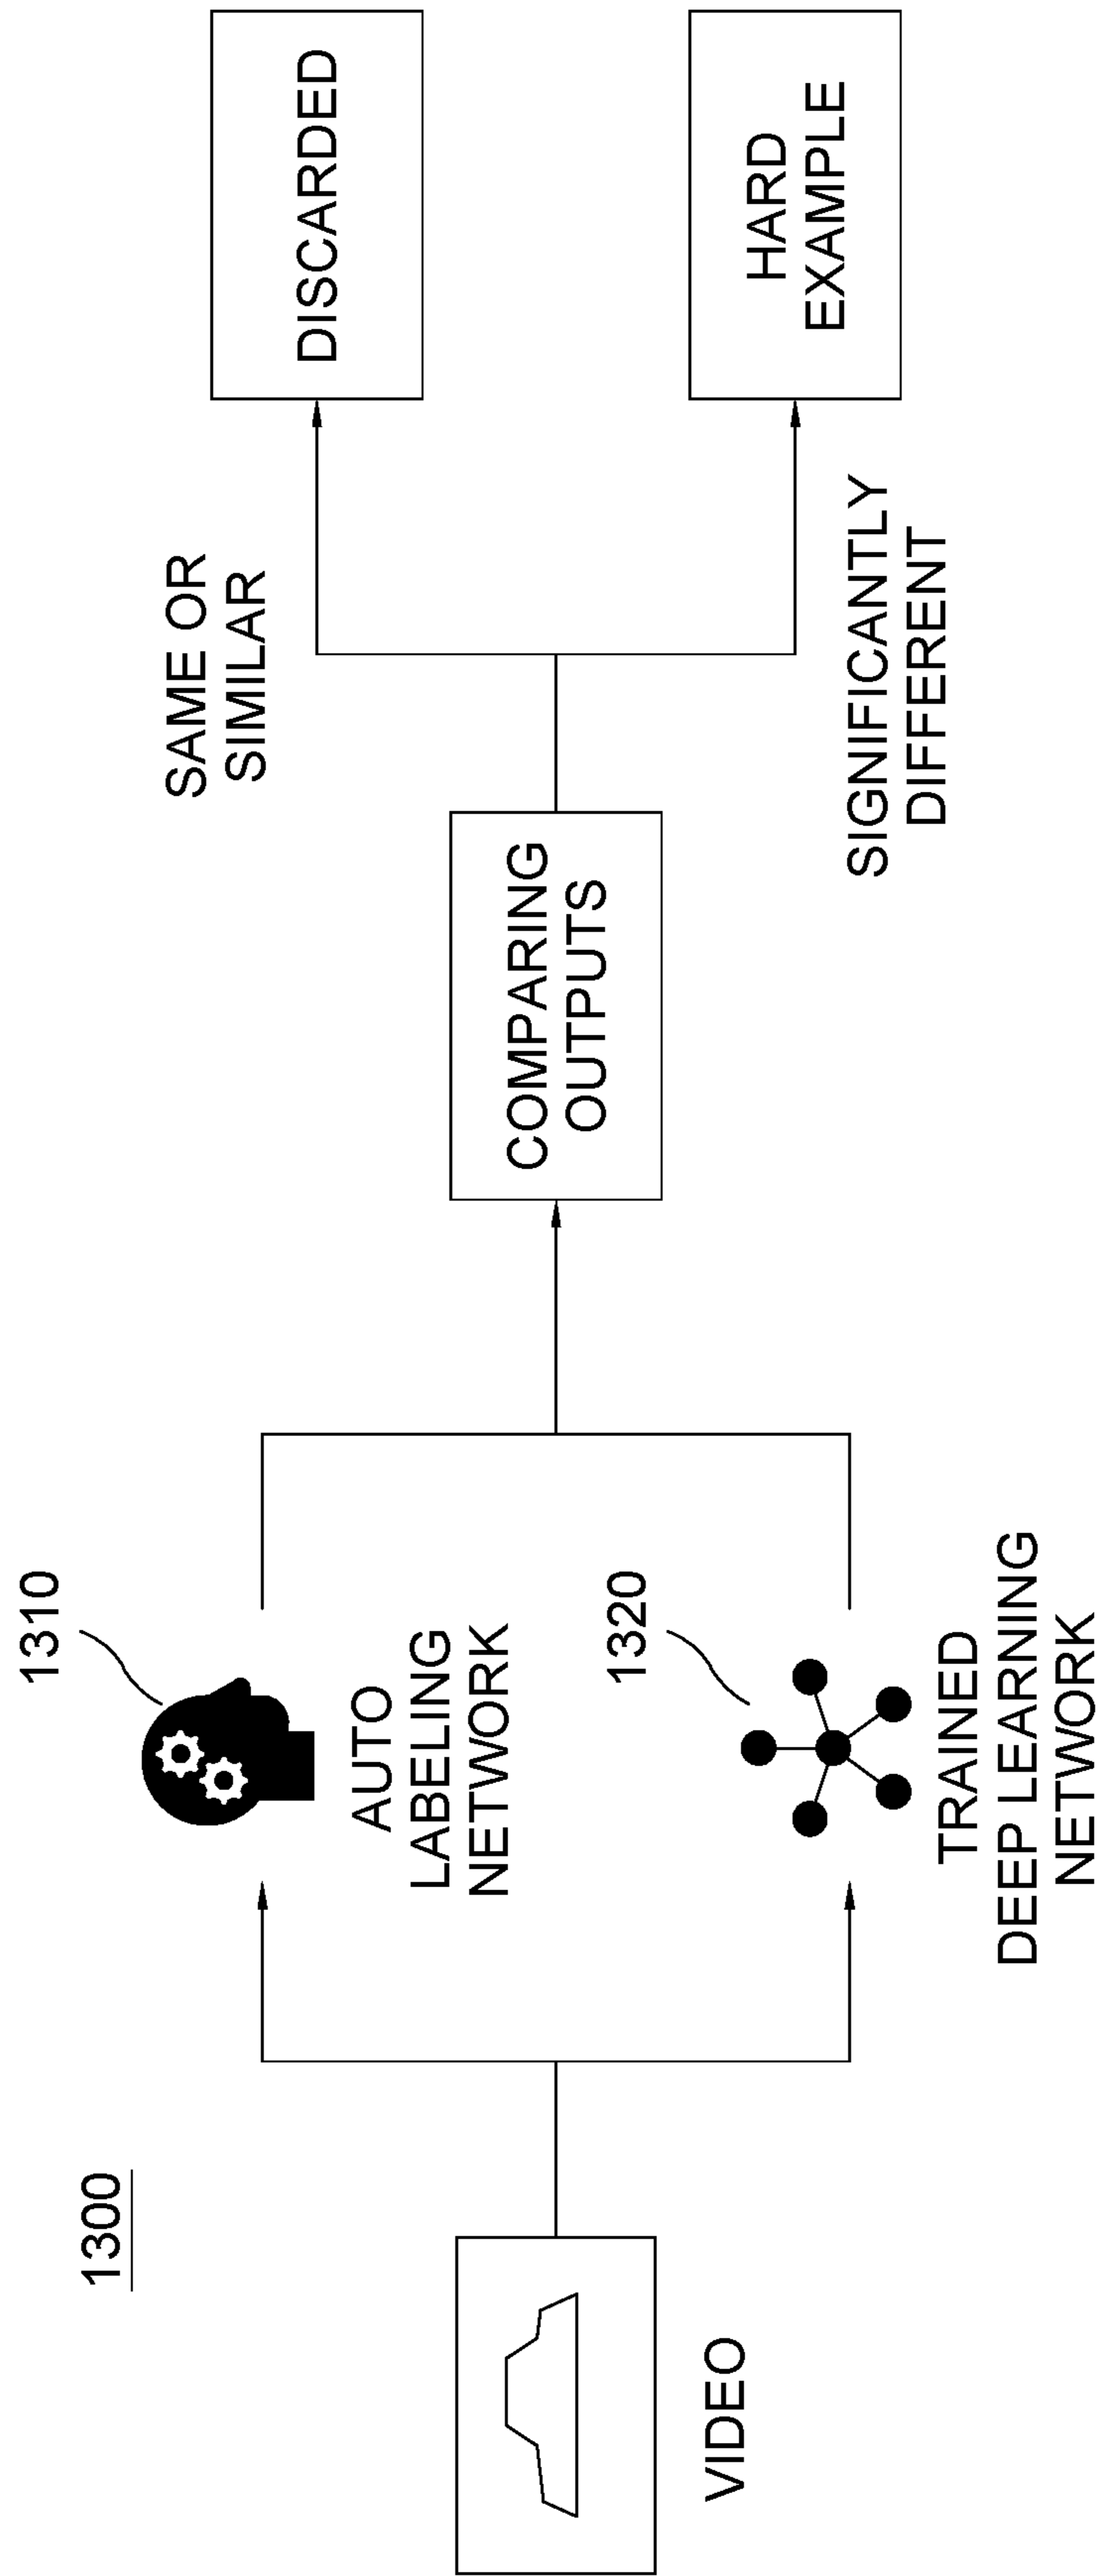 1300
VIDEO
1310
AUTO
LABELING
NETWORK
1320
TRAINED
DEEP LEARNING
NETWORK
COMPARING
OUTPUTS
SAME OR
SIMILAR
DISCARDED
SIGNIFICANTLY
DIFFERENT
HARD
EXAMPLE